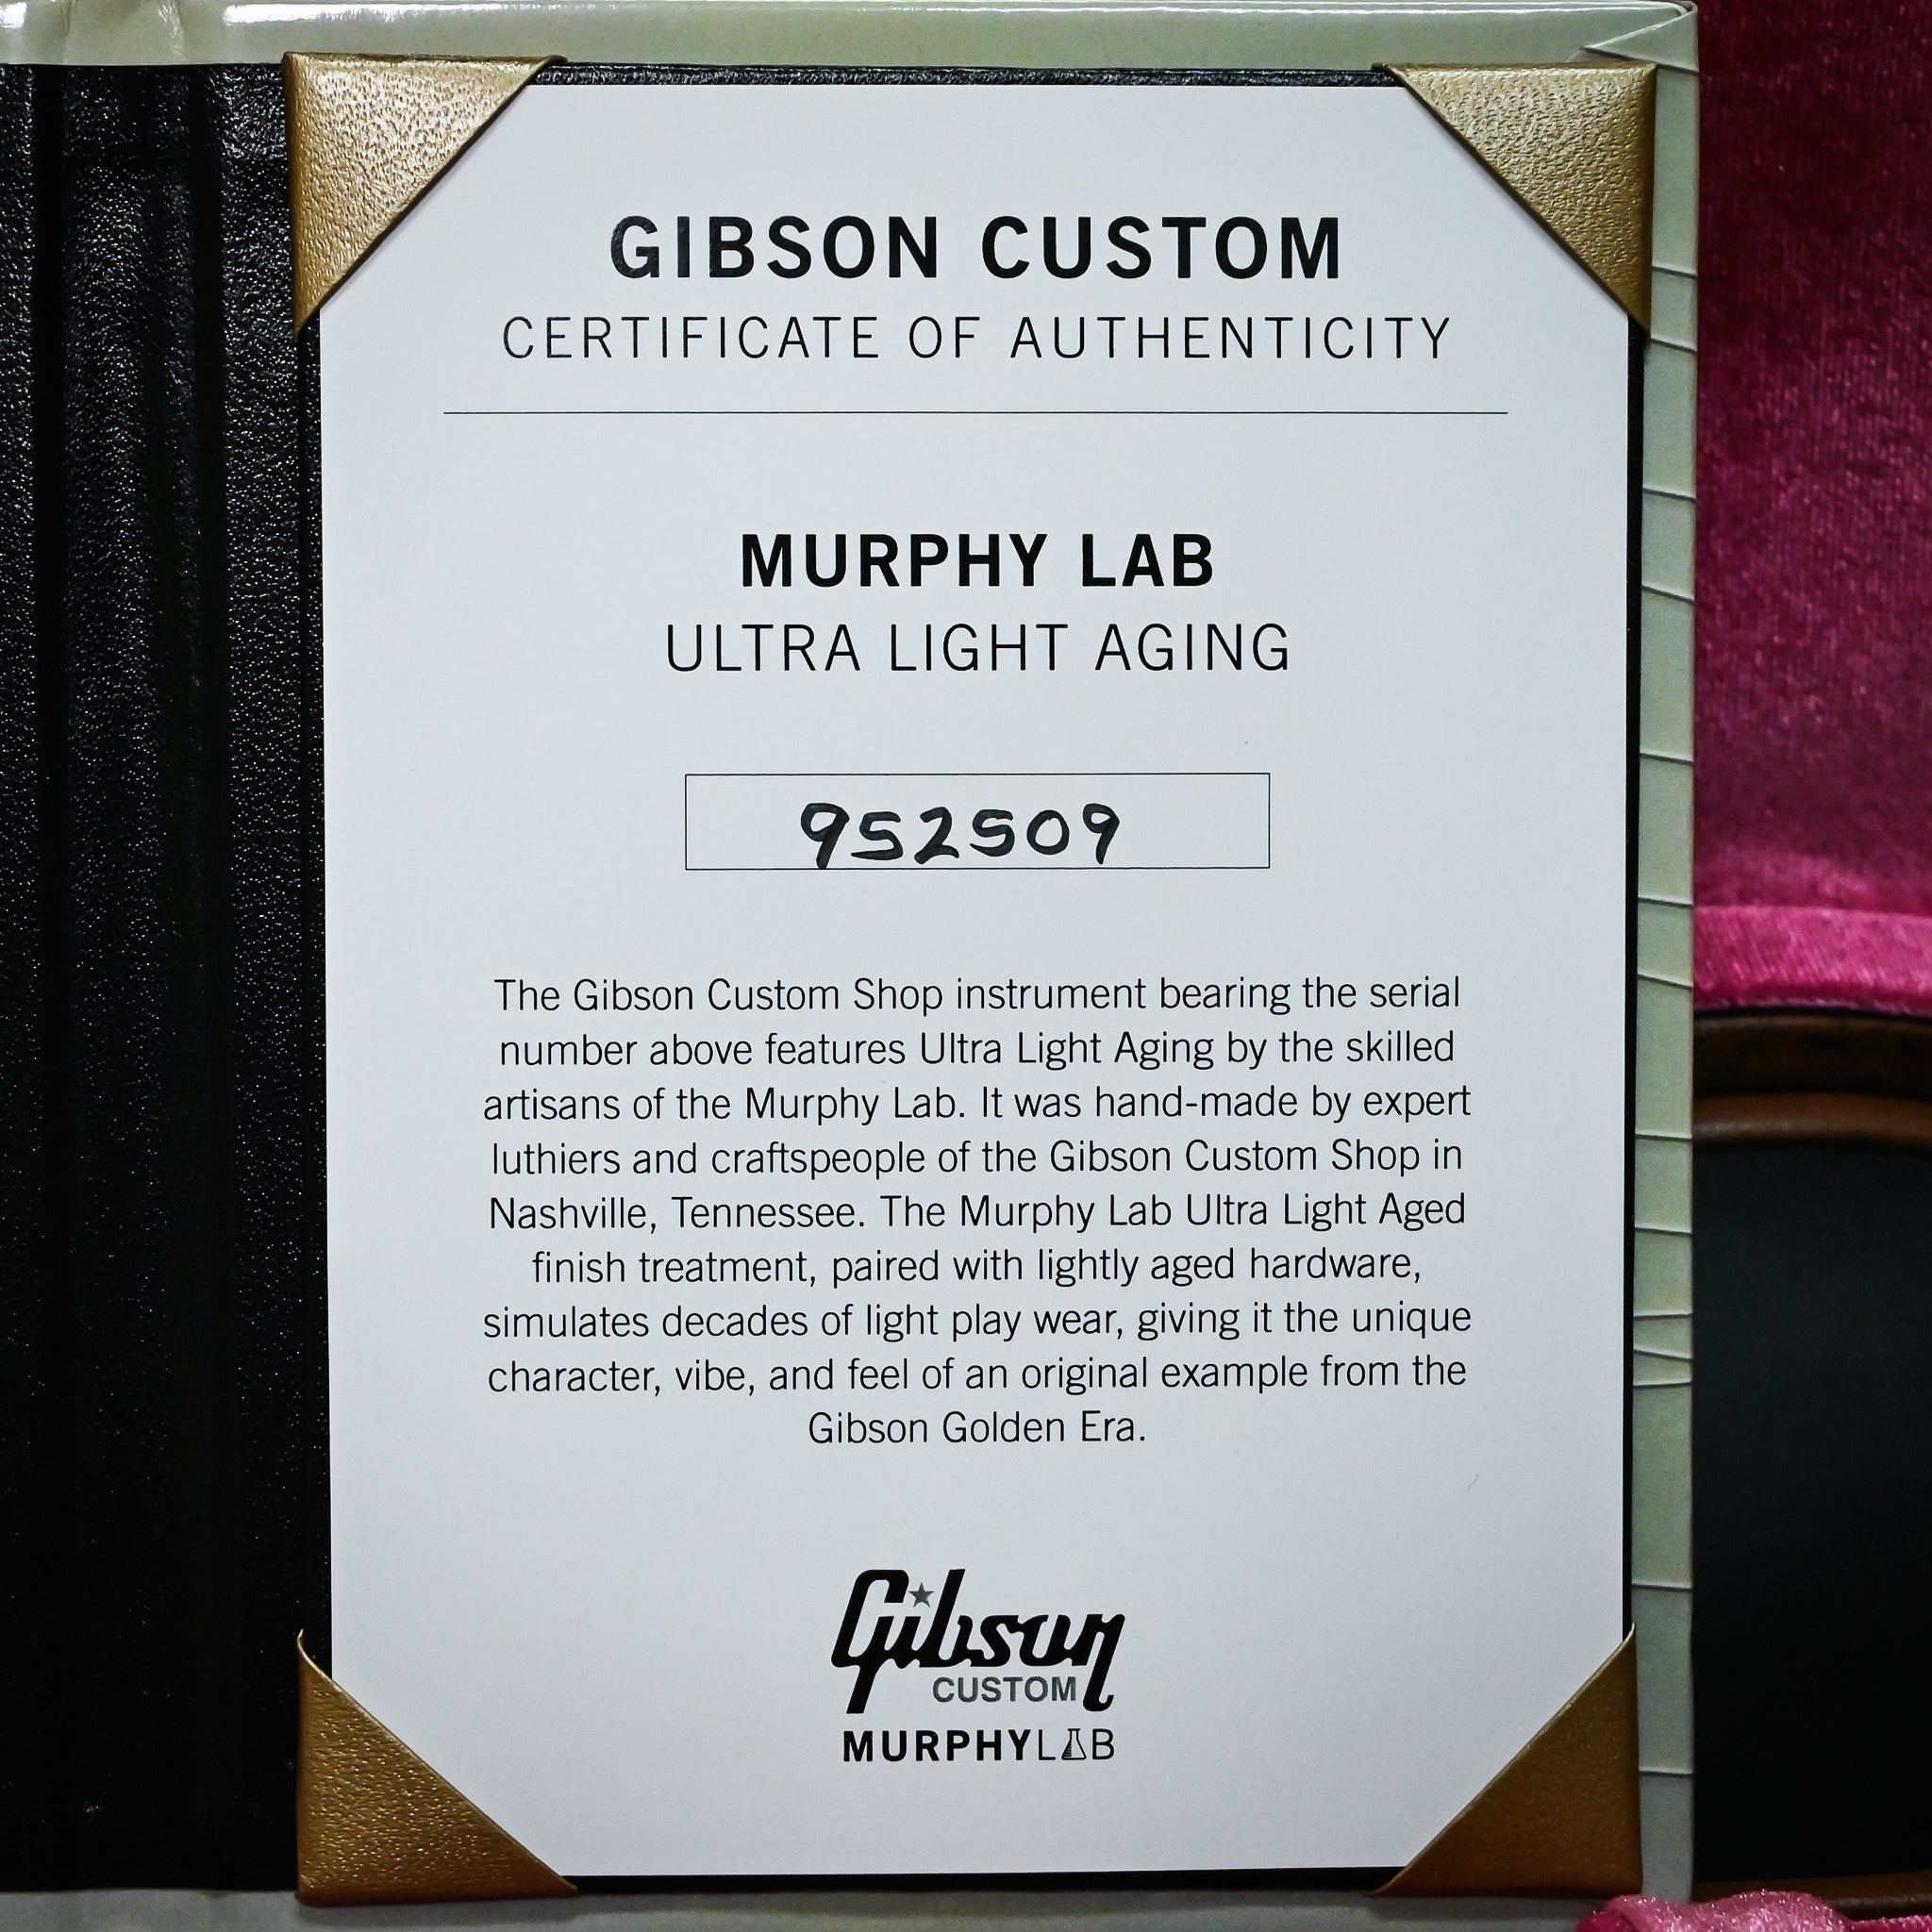 GIBSON CUSTOM
CERTIFICATE OF AUTHENTICITY
MURPHY LAB
ULTRA LIGHT AGING
952509
The Gibson Custom Shop instrument bearing the serial
number above features Ultra Light Aging by the skilled
artisans of the Murphy Lab. It was hand-made by expert
luthiers and craftspeople of the Gibson Custom Shop in
Nashville, Tennessee. The Murphy Lab Ultra Light Aged
finish treatment, paired with lightly aged hardware,
simulates decades of light play wear, giving it the unique
character, vibe, and feel of an original example from the
Gibson Golden Era.
Gibson
CUSTOM
MURPHYLAB